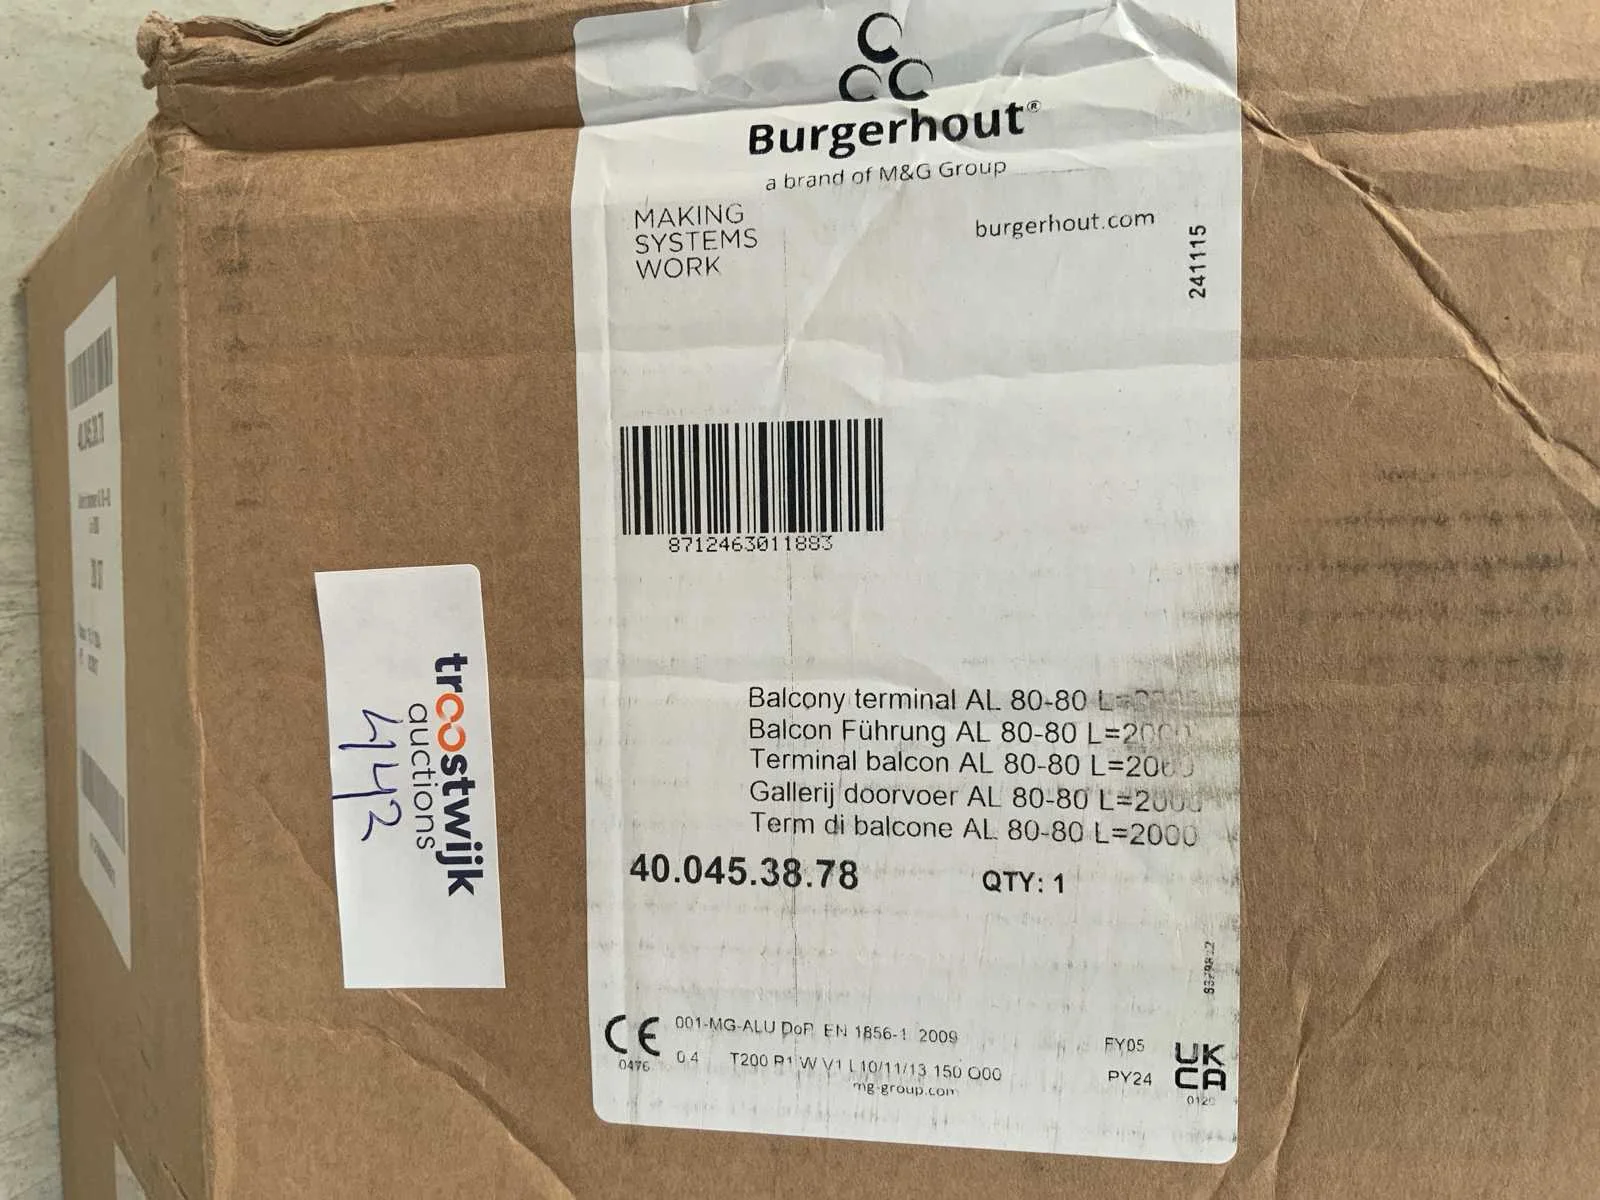 Burgerhout®
a brand of M&G Group
MAKING
SYSTEMS
WORK
burgerhout.com
241115
8712463011883
Balcony terminal AL 80-80
Balcon Führung AL 80-80 L=2000
Terminal balcon AL 80-80 L=2000
Gallerij doorvoer AL 80-80 L=2000
Term di balcone AL 80-80 L=2000
40.045.38.78
QTY: 1
CE
0476
001-MG-ALU DoP EN 1856-1 2009
0.4 T200 P1 W V1 L10/11/13 150 O00
mg-group.com
FY05
PY24
UK
CA
troostwijk
auctions
442